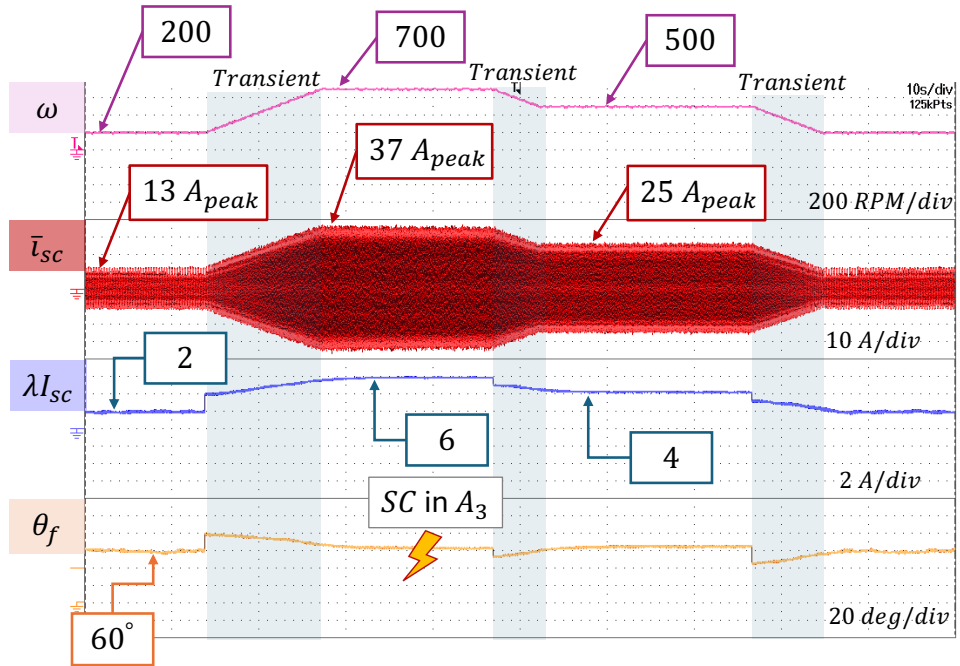 200
700
500
Transient
Transient
Transient
10s/div
125kPts
ω
T
T
13 A_peak
37 A_peak
25 A_peak
200 RPM/div
ῑ_sc
10 A/div
λI_sc
2
6
4
2 A/div
SC in A_3
θ_f
60°
20 deg/div